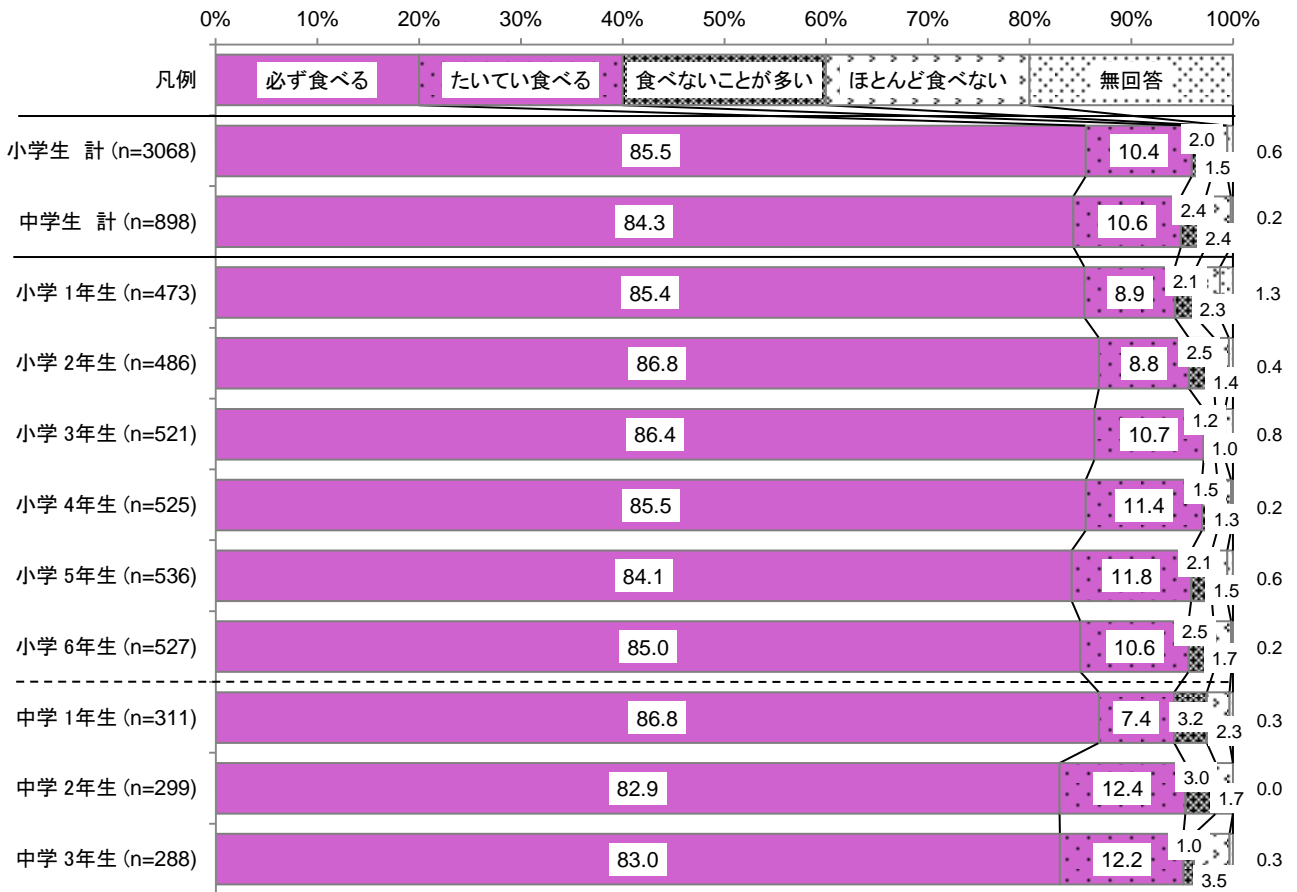 0% 10% 20% 30% 40% 50% 60% 70% 80% 90% 100%
凡例 必ず食べる たいてい食べる 食べないことが多い ほとんど食べない 無回答
小学生 計 (n=3068) 85.5 10.4 2.0 1.5 0.6
中学生 計 (n=898) 84.3 10.6 2.4 2.4 0.2
小学 1年生 (n=473) 85.4 8.9 2.1 2.3 1.3
小学 2年生 (n=486) 86.8 8.8 2.5 1.4 0.4
小学 3年生 (n=521) 86.4 10.7 1.2 1.0 0.8
小学 4年生 (n=525) 85.5 11.4 1.5 1.3 0.2
小学 5年生 (n=536) 84.1 11.8 2.1 1.5 0.6
小学 6年生 (n=527) 85.0 10.6 2.5 1.7 0.2
中学 1年生 (n=311) 86.8 7.4 3.2 2.3 0.3
中学 2年生 (n=299) 82.9 12.4 3.0 1.7 0.0
中学 3年生 (n=288) 83.0 12.2 1.0 3.5 0.3